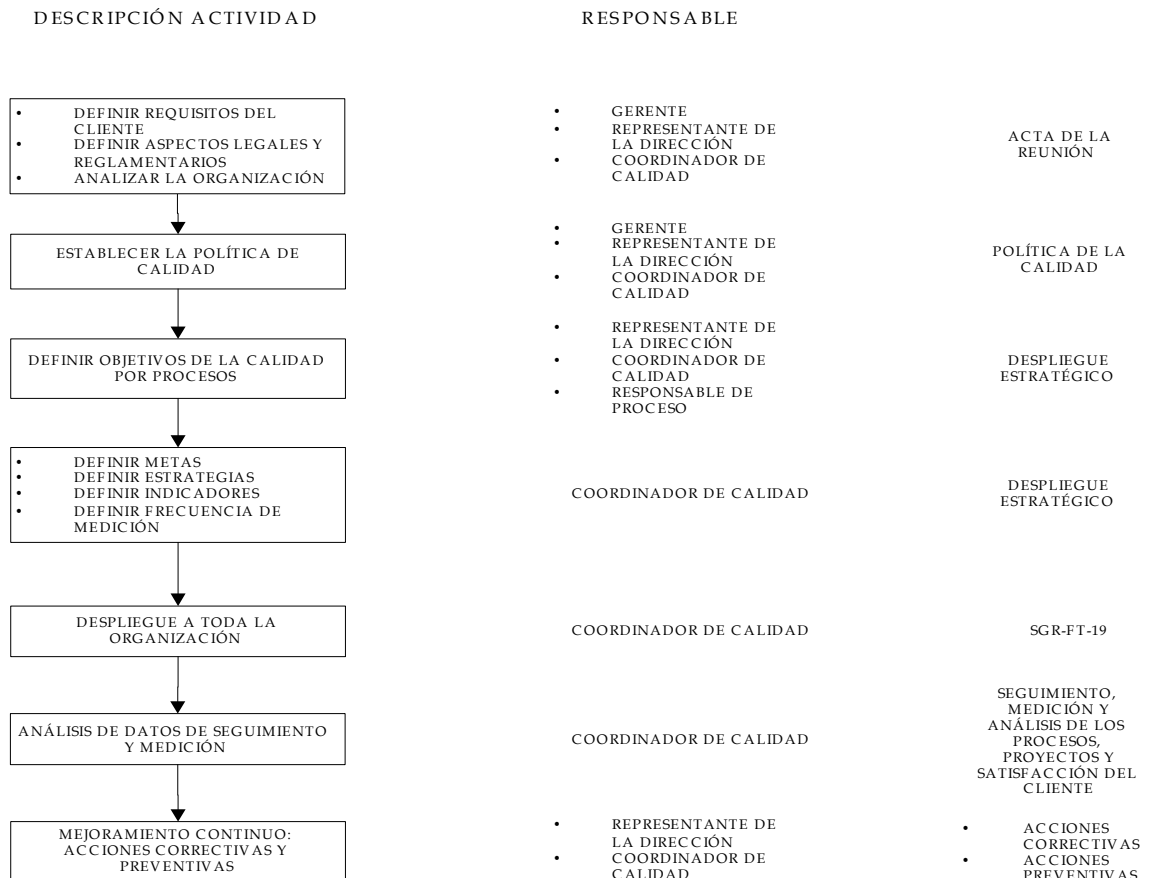 DESCRIPCIÓN ACTIVIDAD
RESPONSABLE
• DEFINIR REQUISITOS DEL
CLIENTE
• DEFINIR ASPECTOS LEGALES Y
REGLAMENTARIOS
• ANALIZAR LA ORGANIZACIÓN
• GERENTE
• REPRESENTANTE DE
LA DIRECCIÓN
• COORDINADOR DE
CALIDAD
ACTA DE LA
REUNIÓN
ESTABLECER LA POLÍTICA DE
CALIDAD
• GERENTE
• REPRESENTANTE DE
LA DIRECCIÓN
• COORDINADOR DE
CALIDAD
POLÍTICA DE LA
CALIDAD
DEFINIR OBJETIVOS DE LA CALIDAD
POR PROCESOS
• REPRESENTANTE DE
LA DIRECCIÓN
• COORDINADOR DE
CALIDAD
• RESPONSABLE DE
PROCESO
DESPLIEGUE
ESTRATÉGICO
• DEFINIR METAS
• DEFINIR ESTRATEGIAS
• DEFINIR INDICADORES
• DEFINIR FRECUENCIA DE
MEDICIÓN
COORDINADOR DE CALIDAD
DESPLIEGUE
ESTRATÉGICO
DESPLIEGUE A TODA LA
ORGANIZACIÓN
COORDINADOR DE CALIDAD
SGR-FT-19
ANÁLISIS DE DATOS DE SEGUIMIENTO
Y MEDICIÓN
COORDINADOR DE CALIDAD
SEGUIMIENTO,
MEDICIÓN Y
ANÁLISIS DE LOS
PROCESOS,
PROYECTOS Y
SATISFACCIÓN DEL
CLIENTE
MEJORAMIENTO CONTINUO:
ACCIONES CORRECTIVAS Y
PREVENTIVAS
• REPRESENTANTE DE
LA DIRECCIÓN
• COORDINADOR DE
CALIDAD
• ACCIONES
CORRECTIVAS
• ACCIONES
PREVENTIVAS